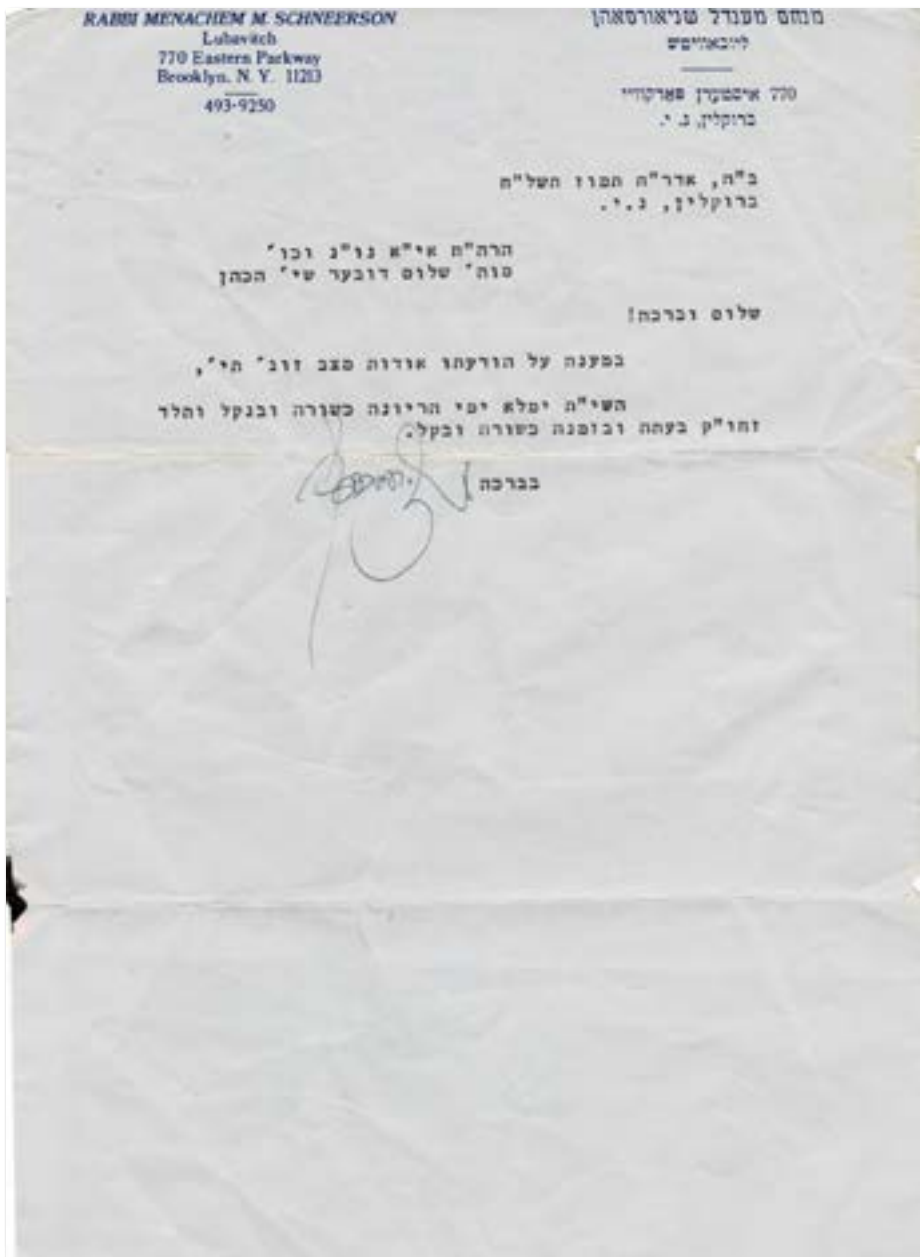 RABBI MENACHEM M. SCHNEERSON
Lubavitch
770 Eastern Parkway
Brooklyn, N. Y. 11213
493-9250
מנחם מענדל שניאורסאהן
ליובאוויטש
770 איסטערן פארקוויי
ברוקלין, נ. י.
ב"ה, אדר"ח תמוז תשל"ח
ברוקלין, נ.י.
הרה"ח אי"א נו"נ וכו'
מוה' שלום דובער שי' הכהן
שלום וברכה!
במענה על הודעתו אודות מצב זוג' תי',
השי"ת ימלא ימי הריונה כשורה ובנקל ותלד
זחו"ק בעתה ובזמנה כשורה ובקל.
בברכה